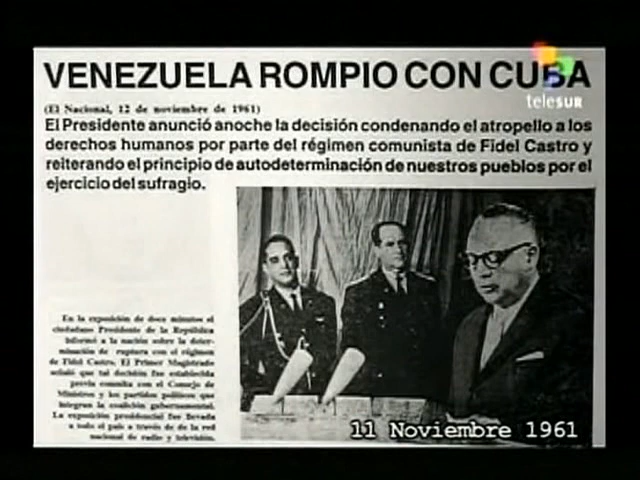 VENEZUELA ROMPIO CON CUBA
teleSUR
(El Nacional, 12 de noviembre de 1961)
El Presidente anunció anoche la decisión condenando el atropello a los
derechos humanos por parte del régimen comunista de Fidel Castro y
reiterando el principio de autodeterminación de nuestros pueblos por el
ejercicio del sufragio.
En la exposición de doce minutos el
ciudadano Presidente de la República
informó a la nación sobre la deter-
minación de ruptura con el régimen
de Fidel Castro. El Primer Magistrado
señaló que tal decisión fue establecida
previa consulta con el Consejo de
Ministros y los partidos políticos que
integran la coalición gubernamental.
La exposición presidencial fue llevada
a todo el país a través de de la red
nacional de radio y televisión.
11 Noviembre 1961